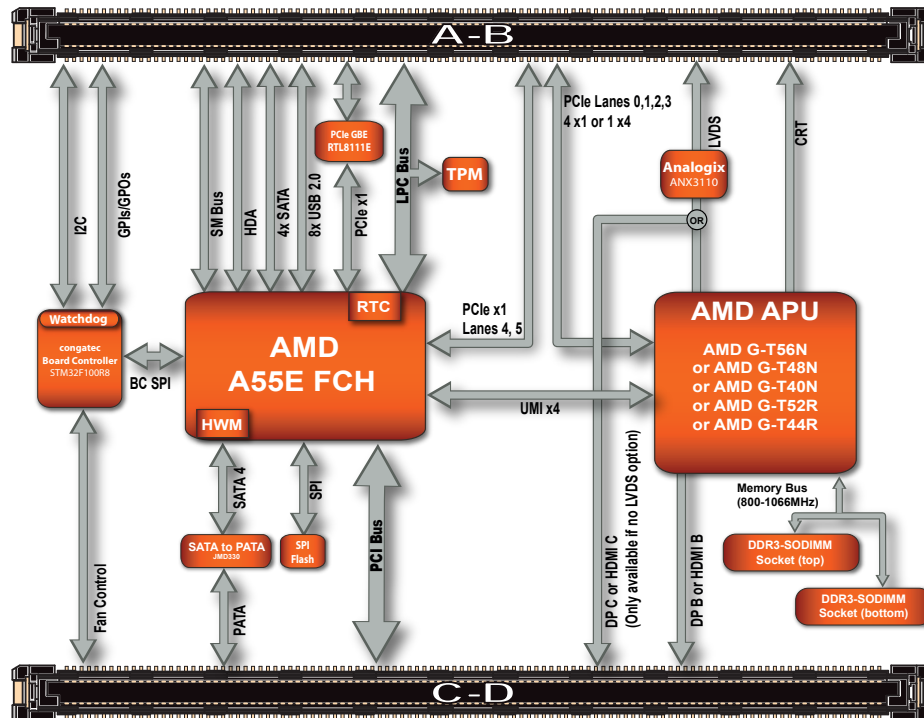 A-B
I2C
GPIs/GPOs
SM Bus
HDA
4x SATA
8x USB 2.0
PCIe GBE
RTL8111E
PCIe x1
LPC Bus
TPM
PCIe Lanes 0,1,2,3
4 x1 or 1 x4
LVDS
Analogix
ANX3110
OR
CRT
Watchdog
congatec
Board Controller
STM32F100R8
BC SPI
RTC
AMD
A55E FCH
HWM
PCIe x1
Lanes 4, 5
UMI x4
AMD APU
AMD G-T56N
or AMD G-T48N
or AMD G-T40N
or AMD G-T52R
or AMD G-T44R
Memory Bus
(800-1066MHz)
DDR3-SODIMM
Socket (top)
DDR3-SODIMM
Socket (bottom)
SATA 4
SPI
SATA to PATA
JMD330
SPI
Flash
PCI Bus
Fan Control
PATA
DP C or HDMI C
(Only available if no LVDS option)
DP B or HDMI B
C-D